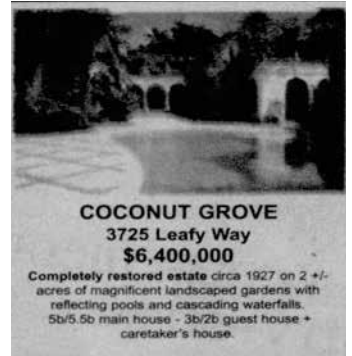 COCONUT GROVE
3725 Leafy Way
$6,400,000
Completely restored estate circa 1927 on 2 +/-
acres of magnificent landscaped gardens with
reflecting pools and cascading waterfalls.
5b/5.5b main house - 3b/2b guest house +
caretaker's house.